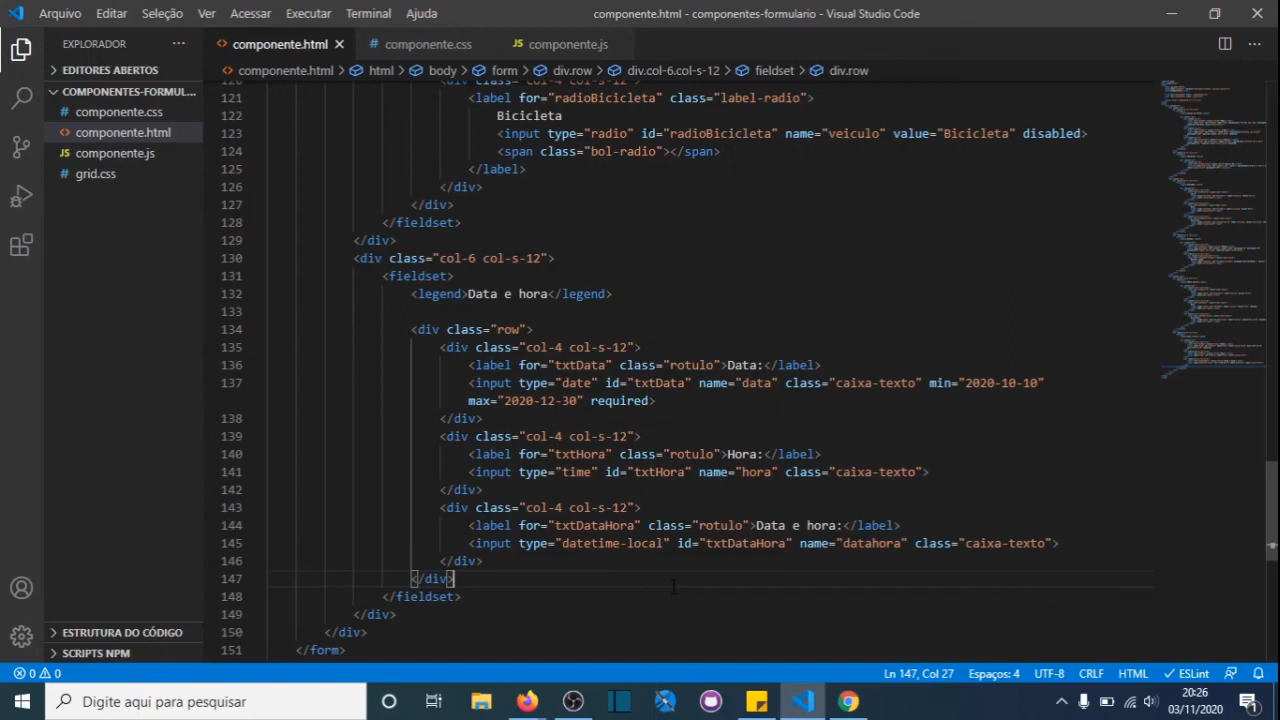 Arquivo Editar Seleção Ver Acessar Executar Terminal Ajuda componente.html - componentes-formulario - Visual Studio Code
EXPLORADOR
EDITORES ABERTOS
COMPONENTES-FORMUL...
componente.css
componente.html
componente.js
grid.css
ESTRUTURA DO CÓDIGO
SCRIPTS NPM
componente.html componente.css componente.js
componente.html > html > body > form > div.row > div.col-6.col-s-12 > fieldset > div.row
120 <div class="col-4 col-s-12">
121 <label for="radioBicicleta" class="label-radio">
122 Bicicleta
123 <input type="radio" id="radioBicicleta" name="veiculo" value="Bicicleta" disabled>
124 <span class="bol-radio"></span>
125 </label>
126 </div>
127 </div>
128 </fieldset>
129 </div>
130 <div class="col-6 col-s-12">
131 <fieldset>
132 <legend>Data e hora</legend>
133
134 <div class="row">
135 <div class="col-4 col-s-12">
136 <label for="txtData" class="rotulo">Data:</label>
137 <input type="date" id="txtData" name="data" class="caixa-texto" min="2020-10-10"
max="2020-12-30" required>
138 </div>
139 <div class="col-4 col-s-12">
140 <label for="txtHora" class="rotulo">Hora:</label>
141 <input type="time" id="txtHora" name="hora" class="caixa-texto">
142 </div>
143 <div class="col-4 col-s-12">
144 <label for="txtDataHora" class="rotulo">Data e hora:</label>
145 <input type="datetime-local" id="txtDataHora" name="datahora" class="caixa-texto">
146 </div>
147 </div>
148 </fieldset>
149 </div>
150 </div>
151 </form>
0 0 Ln 147, Col 27 Espaços: 4 UTF-8 CRLF HTML ESLint
Digite aqui para pesquisar
20:26
03/11/2020
1